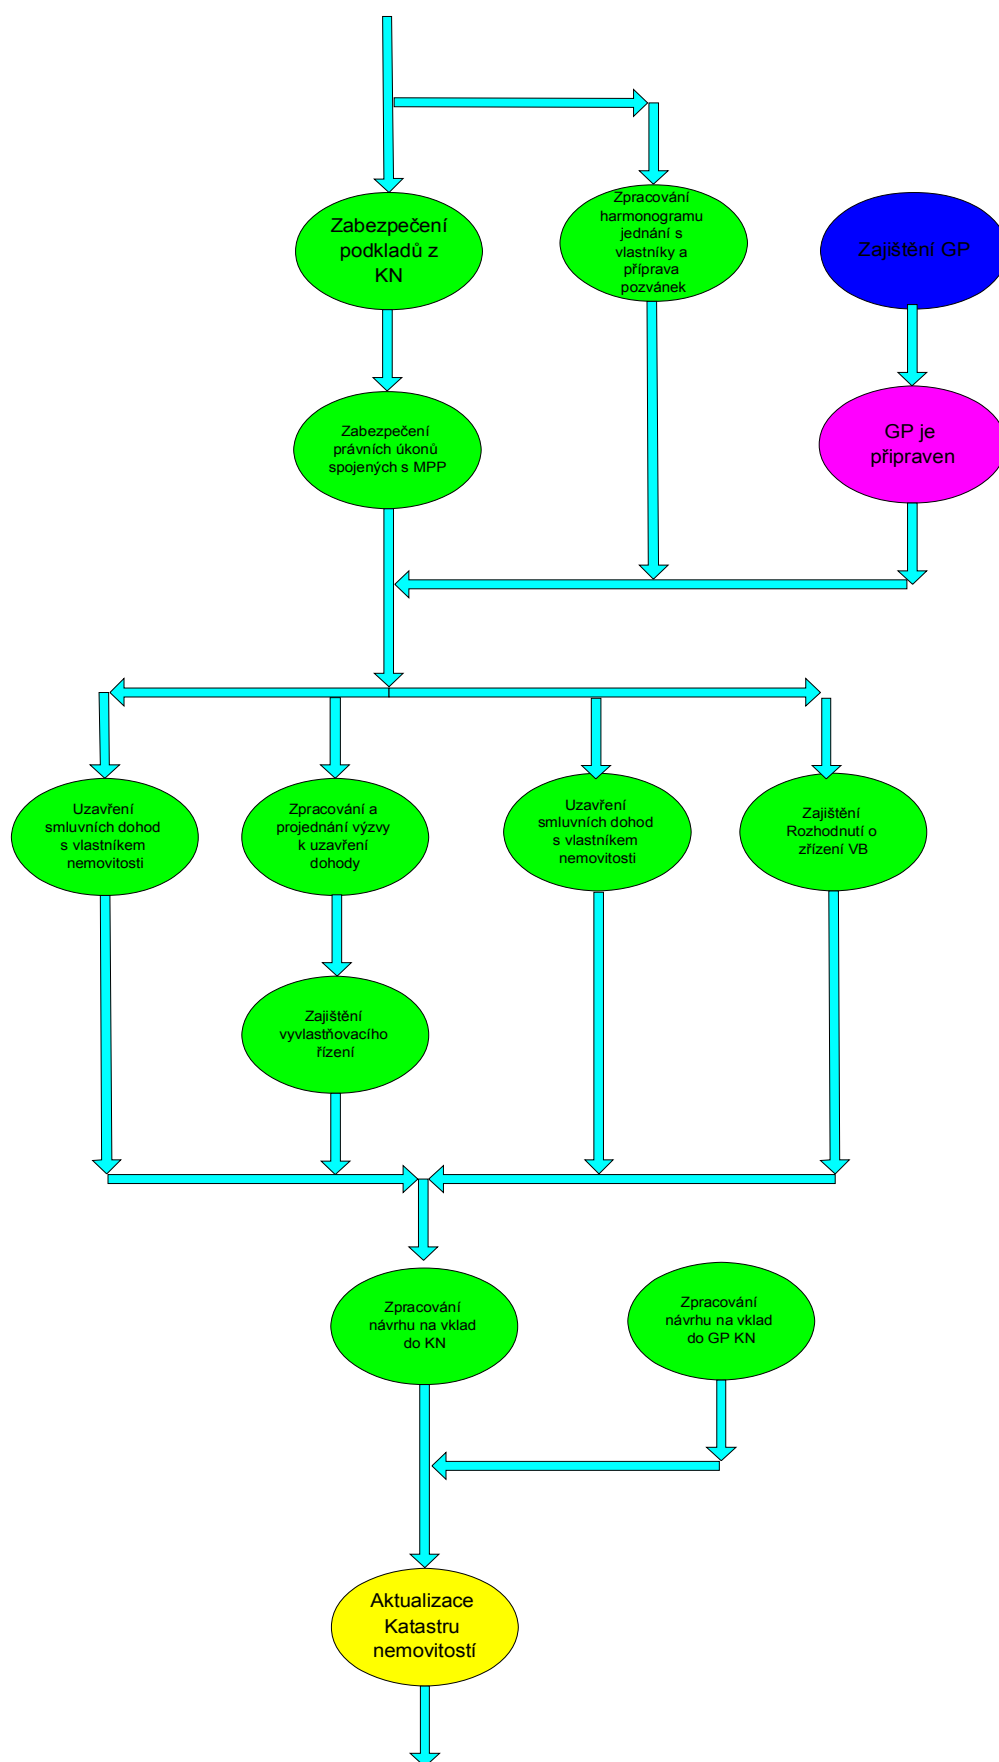 Zabezpečení
podkladů z
KN
Zpracování
harmonogramu
jednání s
vlastníky a
příprava
pozvánek
Zajištění GP
Zabezpečení
právních úkonů
spojených s MPP
GP je
připraven
Uzavření
smluvních dohod
s vlastníkem
nemovitosti
Zpracování a
projednání výzvy
k uzavření
dohody
Uzavření
smluvních dohod
s vlastníkem
nemovitosti
Zajištění
Rozhodnutí o
zřízení VB
Zajištění
vyvlastňovacího
řízení
Zpracování
návrhu na vklad
do KN
Zpracování
návrhu na vklad
do GP KN
Aktualizace
Katastru
nemovitostí